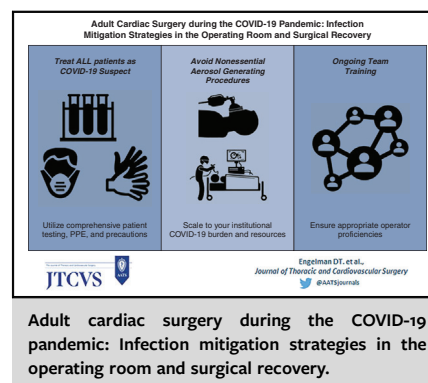 Adult Cardiac Surgery during the COVID-19 Pandemic: Infection
Mitigation Strategies in the Operating Room and Surgical Recovery
Treat ALL patients as
COVID-19 Suspect
Utilize comprehensive patient
testing, PPE, and precautions
Avoid Nonessential
Aerosol Generating
Procedures
Scale to your institutional
COVID-19 burden and resources
Ongoing Team
Training
Ensure appropriate operator
proficiencies
JTCVS
AATS
Engelman DT. et al.,
Journal of Thoracic and Cardiovascular Surgery
@AATSjournals
Adult cardiac surgery during the COVID-19
pandemic: Infection mitigation strategies in the
operating room and surgical recovery.